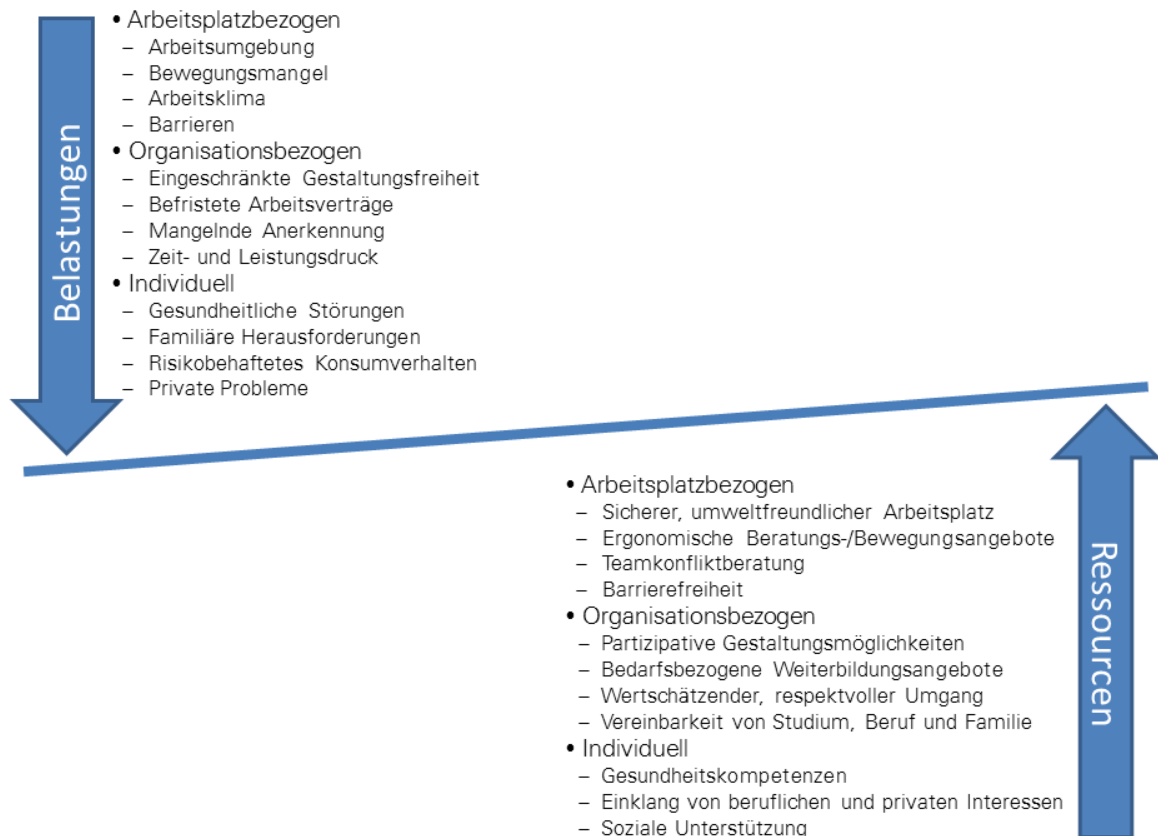 Belastungen
• Arbeitsplatzbezogen
– Arbeitsumgebung
– Bewegungsmangel
– Arbeitsklima
– Barrieren
• Organisationsbezogen
– Eingeschränkte Gestaltungsfreiheit
– Befristete Arbeitsverträge
– Mangelnde Anerkennung
– Zeit- und Leistungsdruck
• Individuell
– Gesundheitliche Störungen
– Familiäre Herausforderungen
– Risikobehaftetes Konsumverhalten
– Private Probleme
• Arbeitsplatzbezogen
– Sicherer, umweltfreundlicher Arbeitsplatz
– Ergonomische Beratungs-/Bewegungsangebote
– Teamkonfliktberatung
– Barrierefreiheit
• Organisationsbezogen
– Partizipative Gestaltungsmöglichkeiten
– Bedarfsbezogene Weiterbildungsangebote
– Wertschätzender, respektvoller Umgang
– Vereinbarkeit von Studium, Beruf und Familie
• Individuell
– Gesundheitskompetenzen
– Einklang von beruflichen und privaten Interessen
– Soziale Unterstützung
Ressourcen